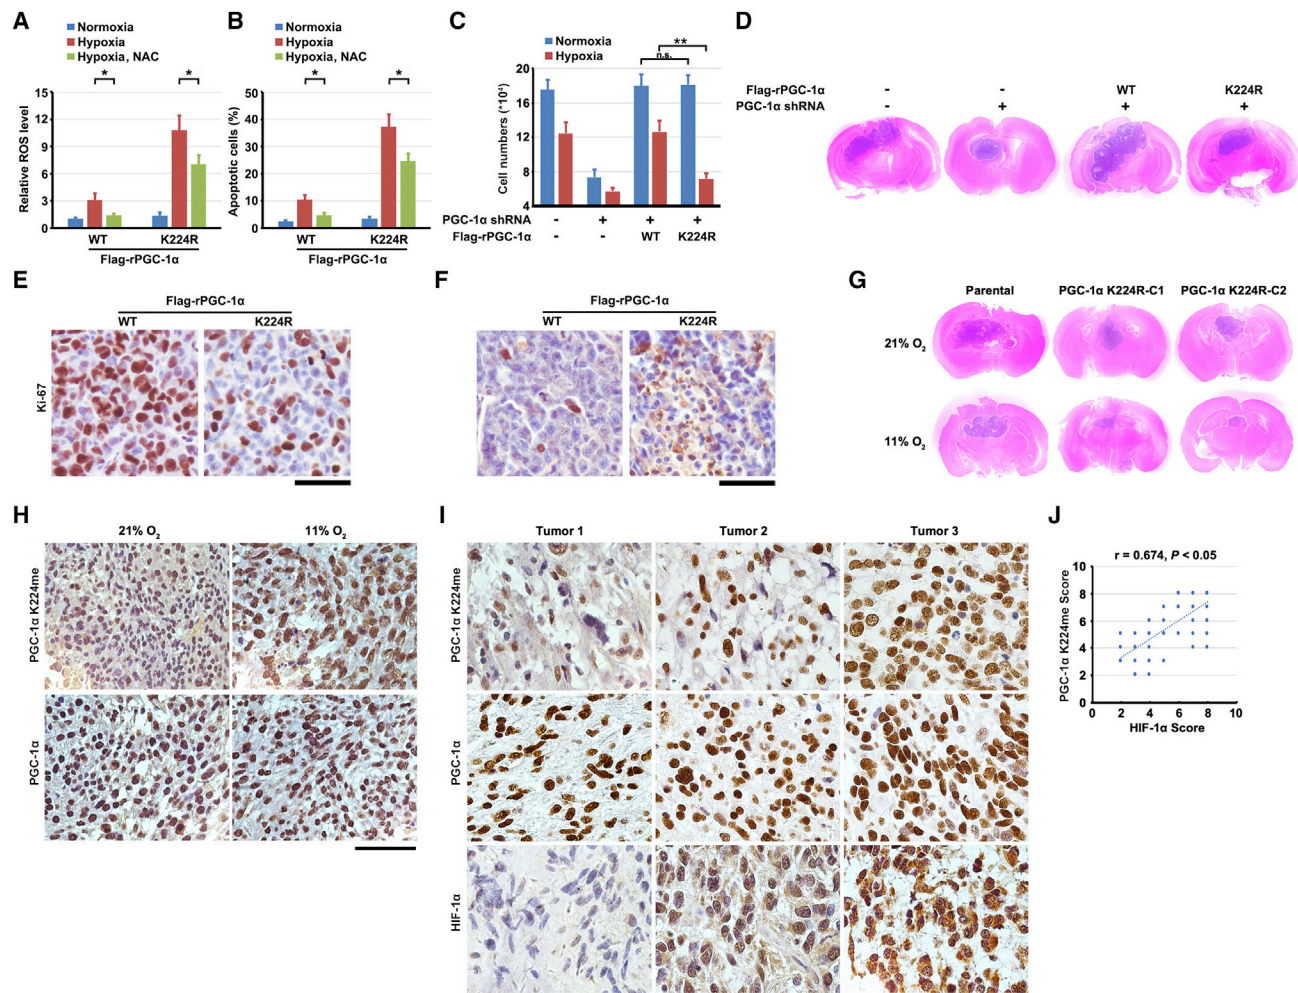 A
Normoxia
Hypoxia
Hypoxia, NAC
*
*
Relative ROS level
15
12
9
6
3
0
WT
K224R
Flag-rPGC-1α
B
Normoxia
Hypoxia
Hypoxia, NAC
*
*
Apoptotic cells (%)
50
40
30
20
10
0
WT
K224R
Flag-rPGC-1α
C
Normoxia
Hypoxia
**
n.s.
Cell numbers (*10⁴)
20
16
12
8
4
PGC-1α shRNA - + + +
Flag-rPGC-1α - - WT K224R
D
Flag-rPGC-1α - - WT K224R
PGC-1α shRNA - + + +
E
Flag-rPGC-1α
WT K224R
Ki-67
F
Flag-rPGC-1α
WT K224R
G
Parental PGC-1α K224R-C1 PGC-1α K224R-C2
21% O₂
11% O₂
H
21% O₂ 11% O₂
PGC-1α K224me
PGC-1α
I
Tumor 1 Tumor 2 Tumor 3
PGC-1α K224me
PGC-1α
HIF-1α
J
r = 0.674, P < 0.05
PGC-1α K224me Score
10
8
6
4
2
0
0 2 4 6 8 10
HIF-1α Score